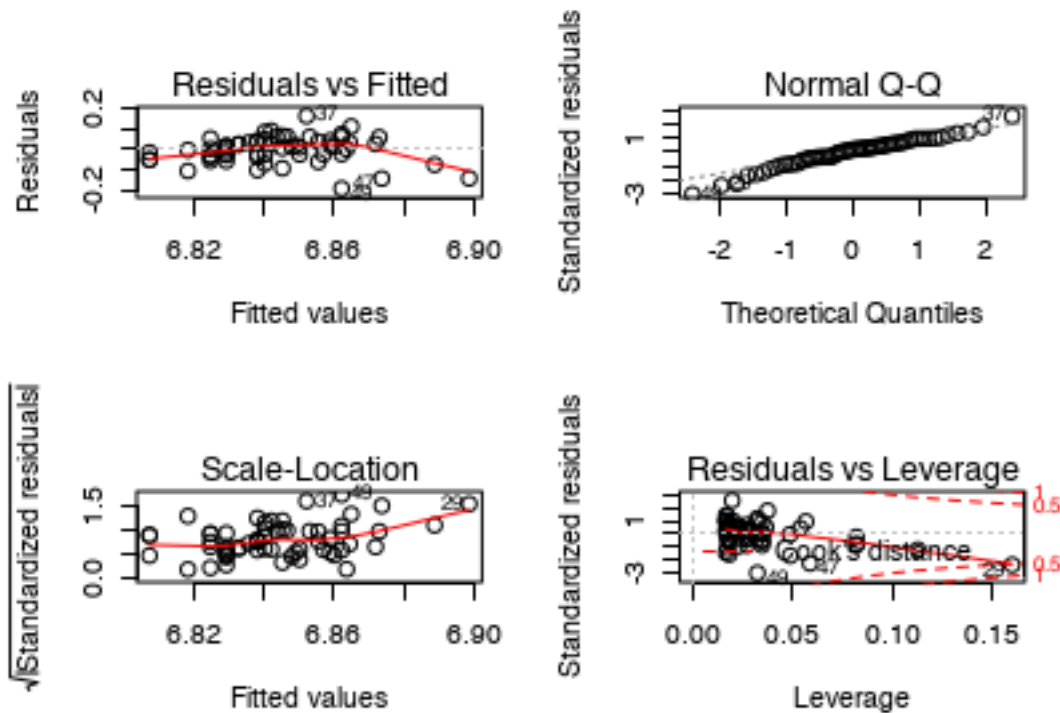 Residuals vs Fitted
Residuals
0.2
-0.2
37
47
6.82
6.86
6.90
Fitted values
Normal Q-Q
Standardized residuals
1
-3
37
-2
-1
0
1
2
Theoretical Quantiles
Scale-Location
√|Standardized residuals|
1.5
0.0
37
49
29
6.82
6.86
6.90
Fitted values
Residuals vs Leverage
Standardized residuals
1
-3
Cook's distance
49
47
29
1
0.5
0.5
1
0.00
0.05
0.10
0.15
Leverage